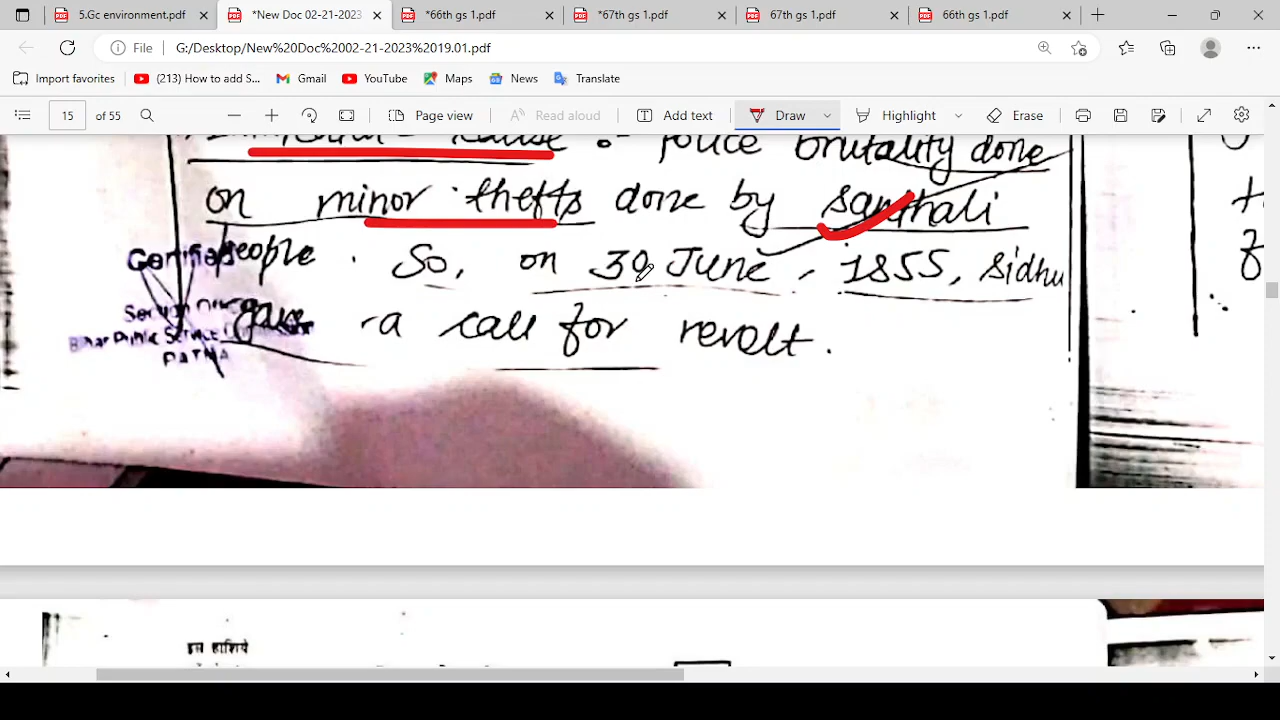 5.Gc environment.pdf
*New Doc 02-21-2023
*66th gs 1.pdf
*67th gs 1.pdf
67th gs 1.pdf
66th gs 1.pdf
File G:/Desktop/New%20Doc%2002-21-2023%2019.01.pdf
Import favorites
(213) How to add S...
Gmail
YouTube
Maps
News
Translate
15 of 55
Page view
Read aloud
Add text
Draw
Highlight
Erase
cause :- police brutality done
on minor thefts done by santhali
people. So, on 30 June, 1855, Sidhu
gave a call for revolt.
PATNA
इस हाशिये